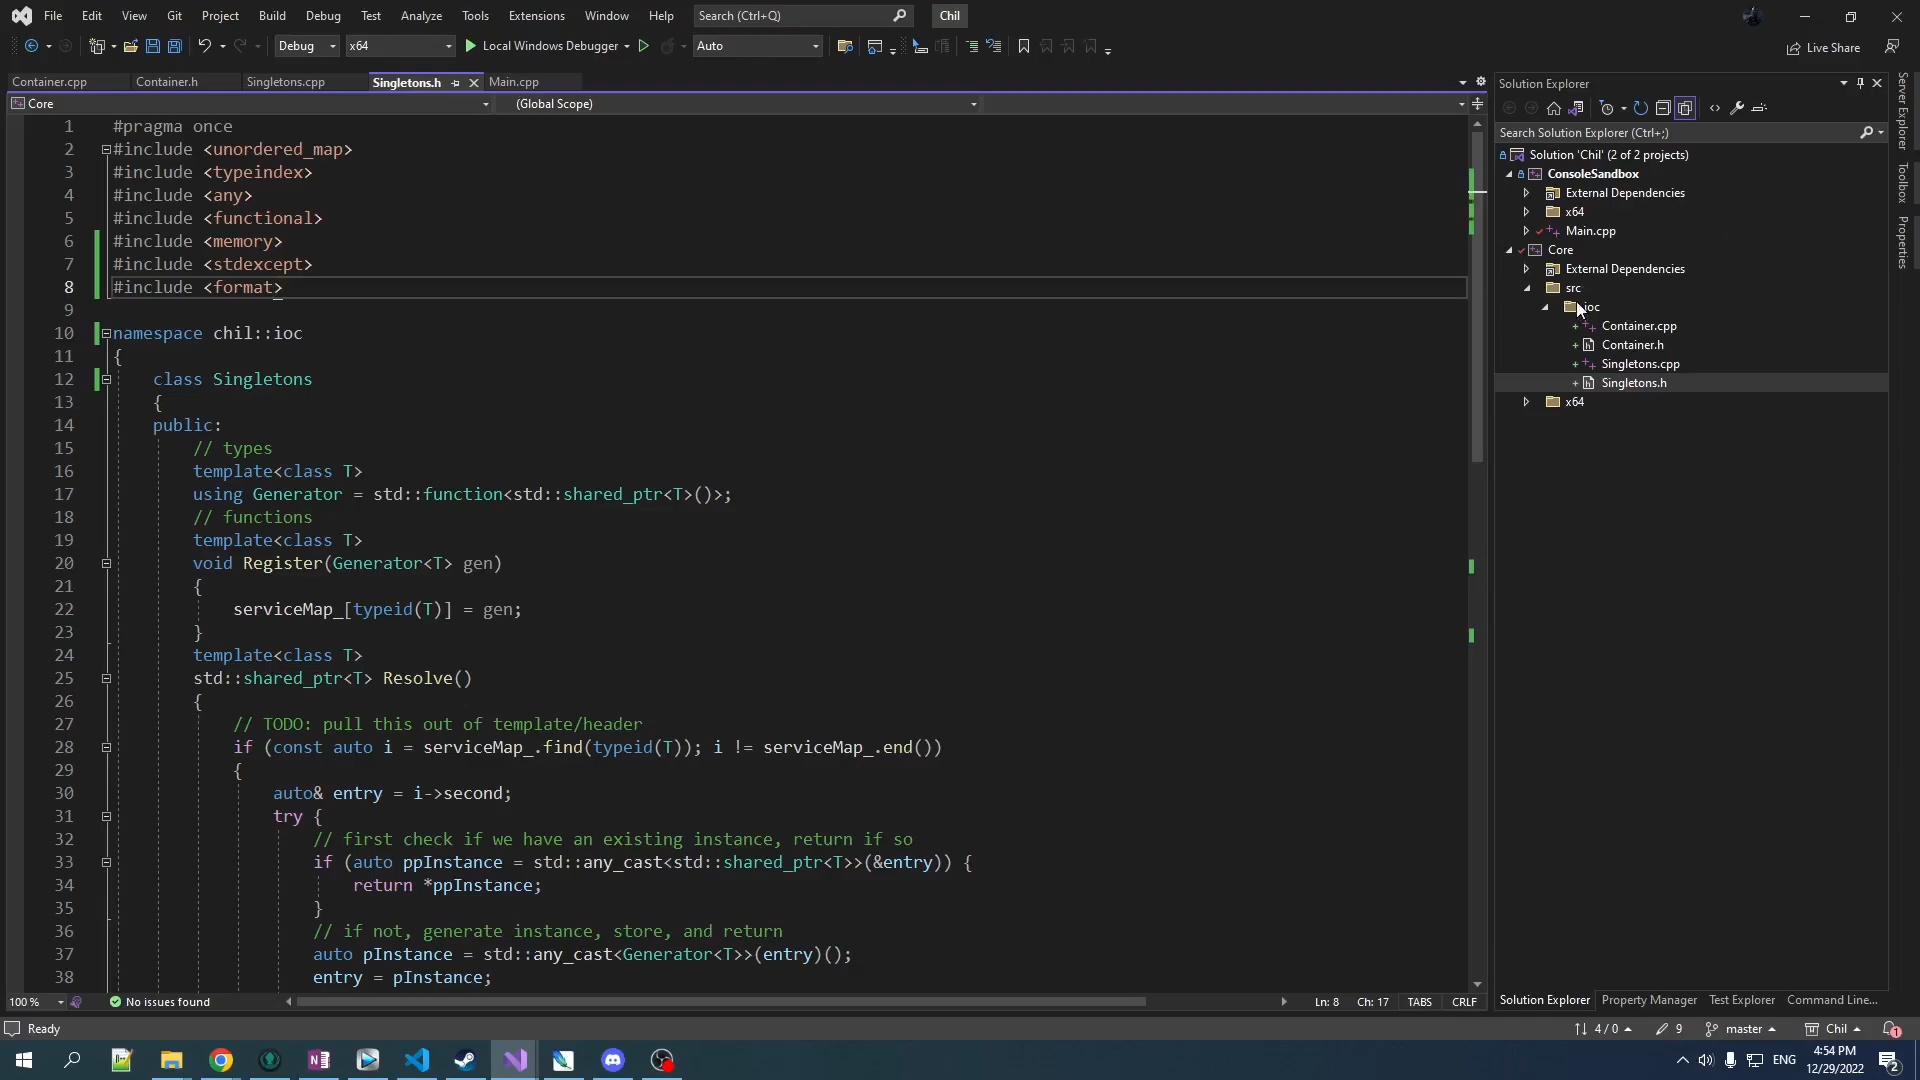 File Edit View Git Project Build Debug Test Analyze Tools Extensions Window Help Search (Ctrl+Q) Chil
Debug x64 Local Windows Debugger Auto Live Share
Container.cpp Container.h Singletons.cpp Singletons.h Main.cpp
Core (Global Scope)
1 #pragma once
2 #include <unordered_map>
3 #include <typeindex>
4 #include <any>
5 #include <functional>
6 #include <memory>
7 #include <stdexcept>
8 #include <format>
9
10 namespace chil::ioc
11 {
12 class Singletons
13 {
14 public:
15 // types
16 template<class T>
17 using Generator = std::function<std::shared_ptr<T>()>;
18 // functions
19 template<class T>
20 void Register(Generator<T> gen)
21 {
22 serviceMap_[typeid(T)] = gen;
23 }
24 template<class T>
25 std::shared_ptr<T> Resolve()
26 {
27 // TODO: pull this out of template/header
28 if (const auto i = serviceMap_.find(typeid(T)); i != serviceMap_.end())
29 {
30 auto& entry = i->second;
31 try {
32 // first check if we have an existing instance, return if so
33 if (auto ppInstance = std::any_cast<std::shared_ptr<T>>(&entry)) {
34 return *ppInstance;
35 }
36 // if not, generate instance, store, and return
37 auto pInstance = std::any_cast<Generator<T>>(entry)();
38 entry = pInstance;
100 % No issues found Ln: 8 Ch: 17 TABS CRLF
Solution Explorer
Search Solution Explorer (Ctrl+;)
Solution 'Chil' (2 of 2 projects)
ConsoleSandbox
External Dependencies
x64
Main.cpp
Core
External Dependencies
src
ioc
Container.cpp
Container.h
Singletons.cpp
Singletons.h
x64
Solution Explorer Property Manager Test Explorer Command Line...
Server Explorer
Toolbox
Properties
Ready 4 / 0 9 master Chil 1
ENG 4:54 PM
12/29/2022 2